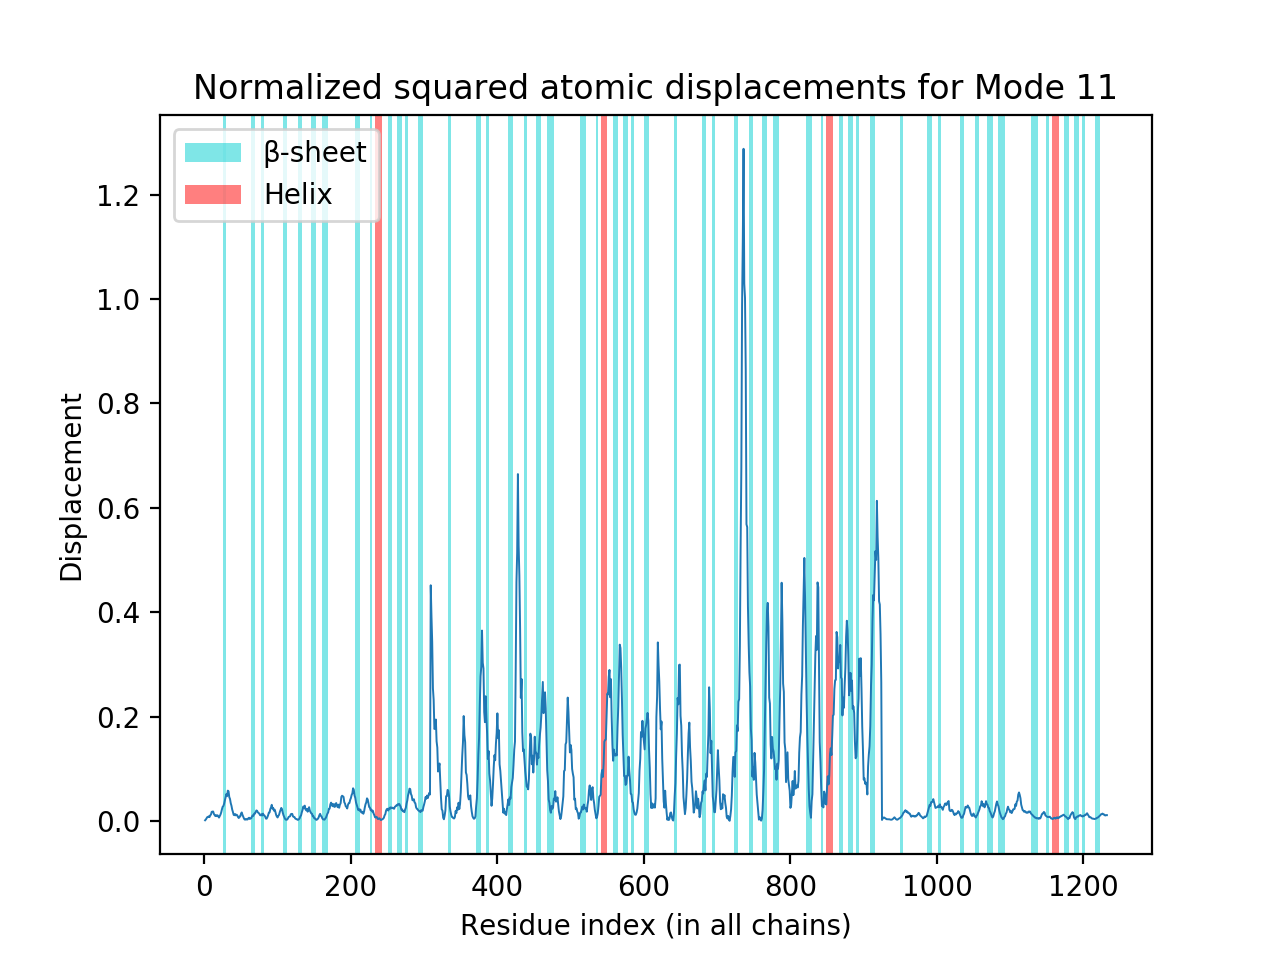 Normalized squared atomic displacements for Mode 11
β-sheet
Helix
1.2
1.0
0.8
0.6
0.4
0.2
0.0
Displacement
0 200 400 600 800 1000 1200
Residue index (in all chains)